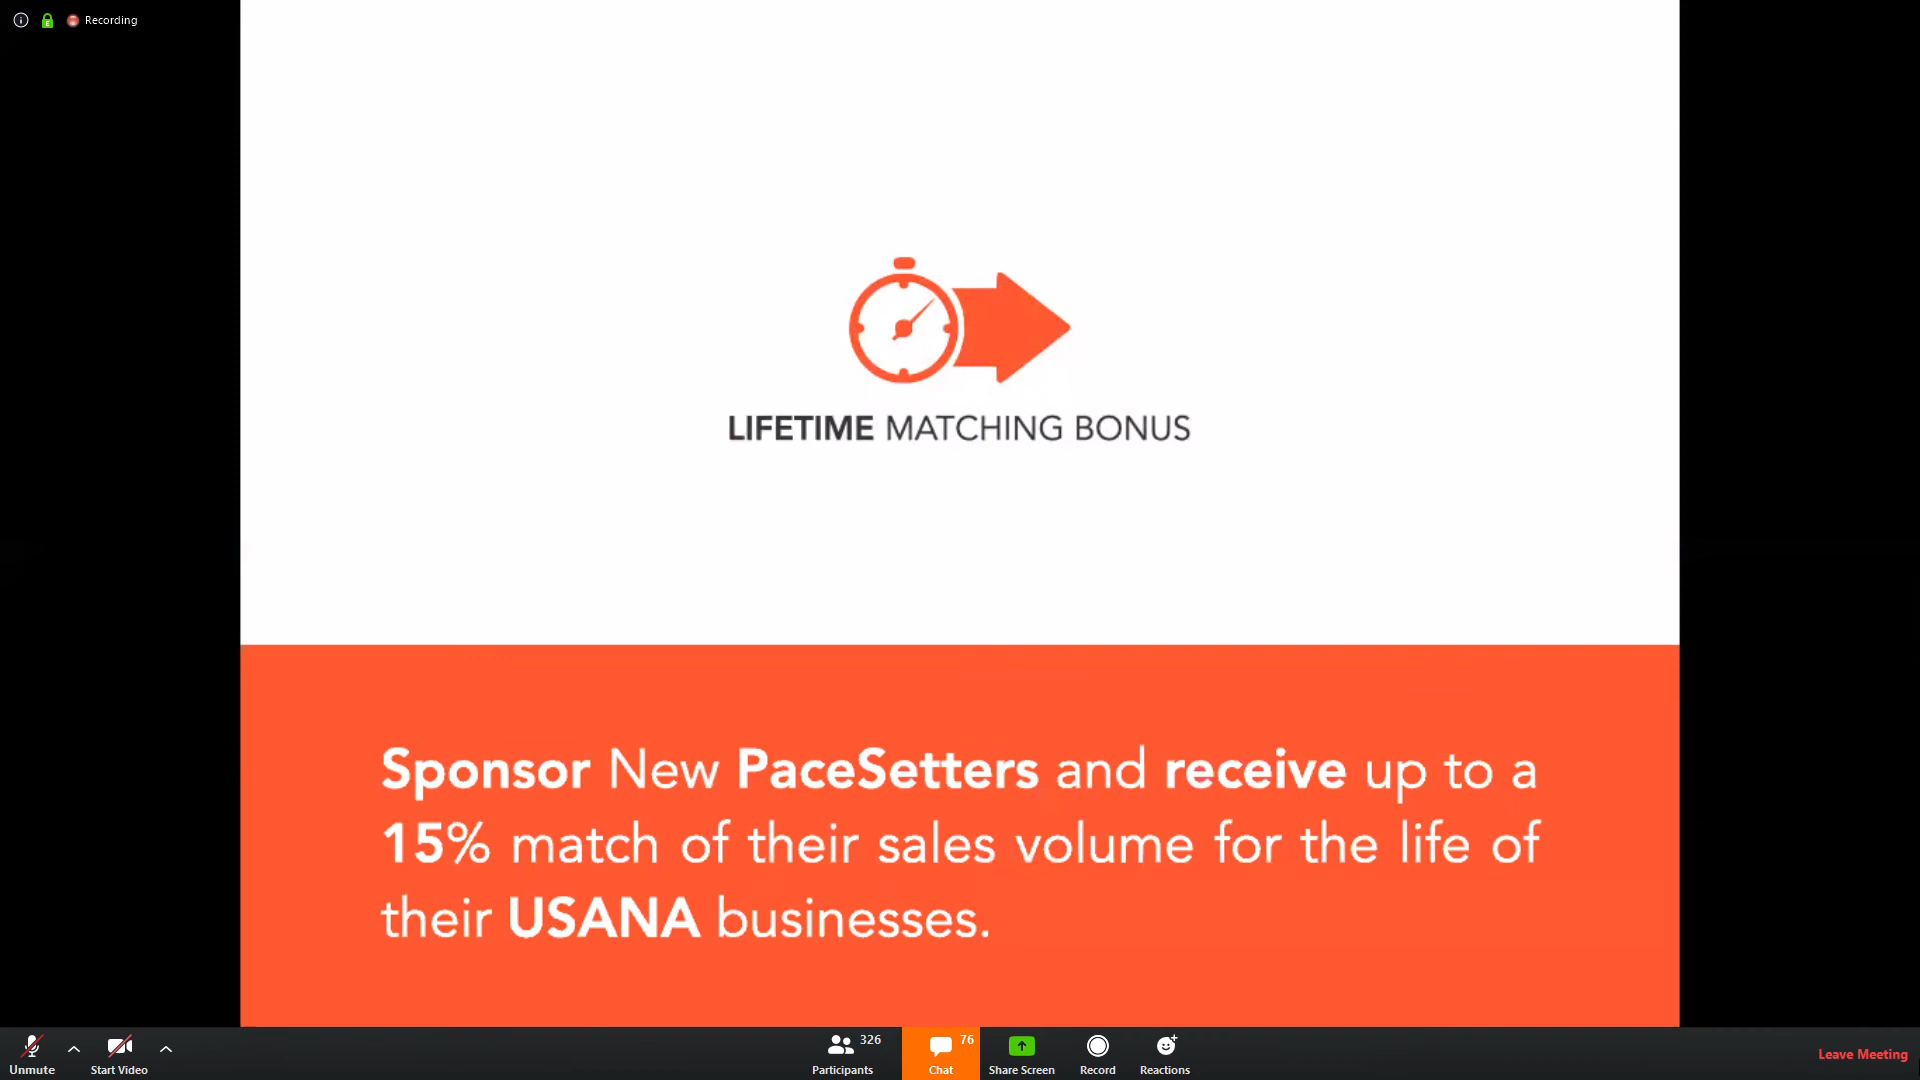 Recording
LIFETIME MATCHING BONUS
Sponsor New PaceSetters and receive up to a
15% match of their sales volume for the life of
their USANA businesses.
326
76
Unmute
Start Video
Participants
Chat
Share Screen
Record
Reactions
Leave Meeting